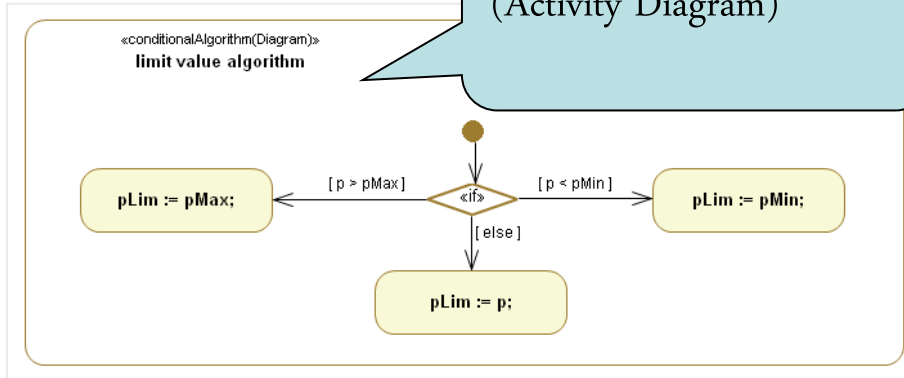 (Activity Diagram)
«conditionalAlgorithm(Diagram)»
limit value algorithm
[ p > pMax ]
«if»
[ p < pMin ]
pLim := pMax;
pLim := pMin;
[ else ]
pLim := p;